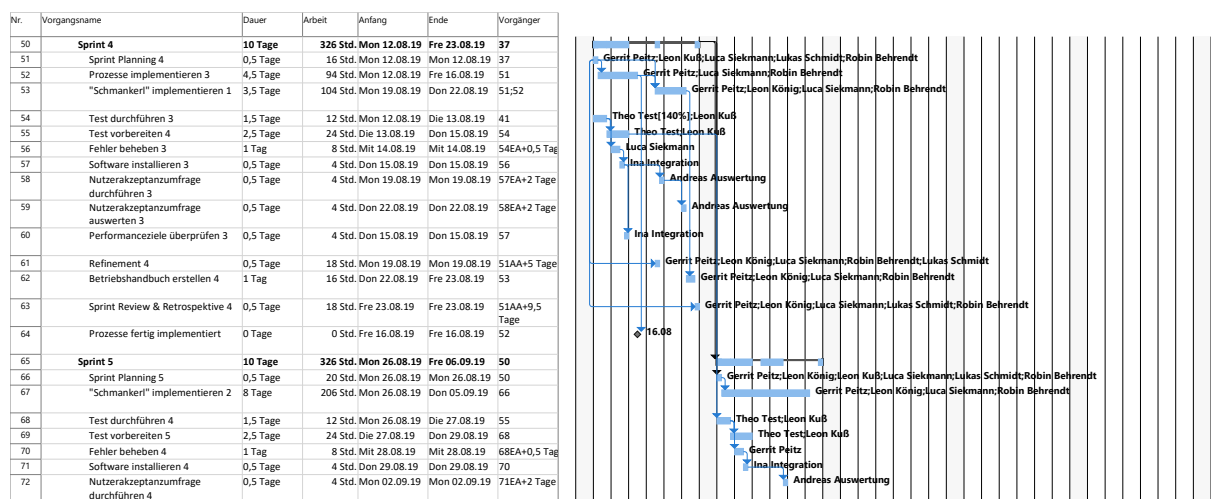 Nr. Vorgangsname Dauer Arbeit Anfang Ende Vorgänger
50 Sprint 4 10 Tage 326 Std. Mon 12.08.19 Fre 23.08.19 37
51 Sprint Planning 4 0,5 Tage 16 Std. Mon 12.08.19 Mon 12.08.19 37 Gerrit Peitz;Leon Kuß;Luca Siekmann;Lukas Schmidt;Robin Behrendt
52 Prozesse implementieren 3 4,5 Tage 94 Std. Mon 12.08.19 Fre 16.08.19 51 Gerrit Peitz;Luca Siekmann;Robin Behrendt
53 "Schmankerl" implementieren 1 3,5 Tage 104 Std. Mon 19.08.19 Don 22.08.19 51;52 Gerrit Peitz;Leon König;Luca Siekmann;Robin Behrendt
54 Test durchführen 3 1,5 Tage 12 Std. Mon 12.08.19 Die 13.08.19 41 Theo Test[140%];Leon Kuß
55 Test vorbereiten 4 2,5 Tage 24 Std. Die 13.08.19 Don 15.08.19 54 Theo Test;Leon Kuß
56 Fehler beheben 3 1 Tag 8 Std. Mit 14.08.19 Mit 14.08.19 54EA+0,5 Tag Luca Siekmann
57 Software installieren 3 0,5 Tage 4 Std. Don 15.08.19 Don 15.08.19 56 Ina Integration
58 Nutzerakzeptanzumfrage 0,5 Tage 4 Std. Mon 19.08.19 Mon 19.08.19 57EA+2 Tage Andreas Auswertung
durchführen 3
59 Nutzerakzeptanzumfrage 0,5 Tage 4 Std. Don 22.08.19 Don 22.08.19 58EA+2 Tage Andreas Auswertung
auswerten 3
60 Performanceziele überprüfen 3 0,5 Tage 4 Std. Don 15.08.19 Don 15.08.19 57 Ina Integration
61 Refinement 4 0,5 Tage 18 Std. Mon 19.08.19 Mon 19.08.19 51AA+5 Tage Gerrit Peitz;Leon König;Luca Siekmann;Robin Behrendt;Lukas Schmidt
62 Betriebshandbuch erstellen 4 1 Tag 16 Std. Don 22.08.19 Fre 23.08.19 53 Gerrit Peitz;Leon König;Luca Siekmann;Robin Behrendt
63 Sprint Review & Retrospektive 4 0,5 Tage 18 Std. Fre 23.08.19 Fre 23.08.19 51AA+9,5 Gerrit Peitz;Leon König;Luca Siekmann;Lukas Schmidt;Robin Behrendt
Tage
64 Prozesse fertig implementiert 0 Tage 0 Std. Fre 16.08.19 Fre 16.08.19 52 16.08
65 Sprint 5 10 Tage 326 Std. Mon 26.08.19 Fre 06.09.19 50
66 Sprint Planning 5 0,5 Tage 20 Std. Mon 26.08.19 Mon 26.08.19 50 Gerrit Peitz;Leon König;Leon Kuß;Luca Siekmann;Lukas Schmidt;Robin Behrendt
67 "Schmankerl" implementieren 2 8 Tage 206 Std. Mon 26.08.19 Don 05.09.19 66 Gerrit Peitz;Leon König;Luca Siekmann;Robin Behrendt
68 Test durchführen 4 1,5 Tage 12 Std. Mon 26.08.19 Die 27.08.19 55 Theo Test;Leon Kuß
69 Test vorbereiten 5 2,5 Tage 24 Std. Die 27.08.19 Don 29.08.19 68 Theo Test;Leon Kuß
70 Fehler beheben 4 1 Tag 8 Std. Mit 28.08.19 Mit 28.08.19 68EA+0,5 Tag Gerrit Peitz
71 Software installieren 4 0,5 Tage 4 Std. Don 29.08.19 Don 29.08.19 70 Ina Integration
72 Nutzerakzeptanzumfrage 0,5 Tage 4 Std. Mon 02.09.19 Mon 02.09.19 71EA+2 Tage Andreas Auswertung
durchführen 4